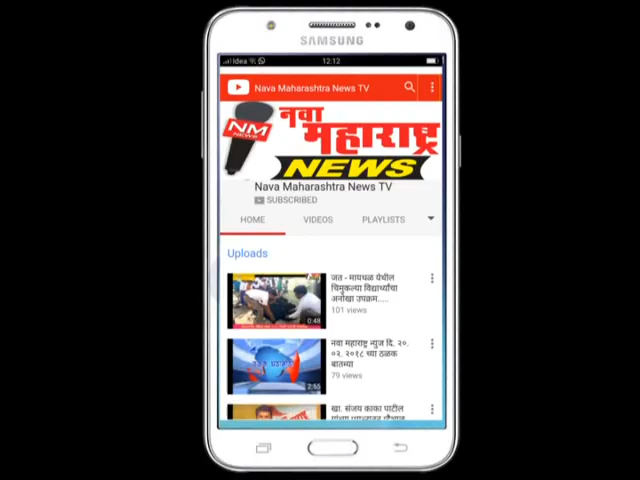 SAMSUNG
Idea 12:12
Nava Maharashtra News TV
नवा
महाराष्ट्र
NM
NEWS
NEWS
Nava Maharashtra News TV
SUBSCRIBED
HOME VIDEOS PLAYLISTS
Uploads
जत - मायथळ येथील
चिमुकल्या विद्यार्थ्यांचा
अनोखा उपक्रम.....
101 views
0:48
नवा महाराष्ट्र न्युज दि. २०.
०२. २०१८ च्या ठळक
बातम्या
79 views
2:55
खा. संजय काका पाटील